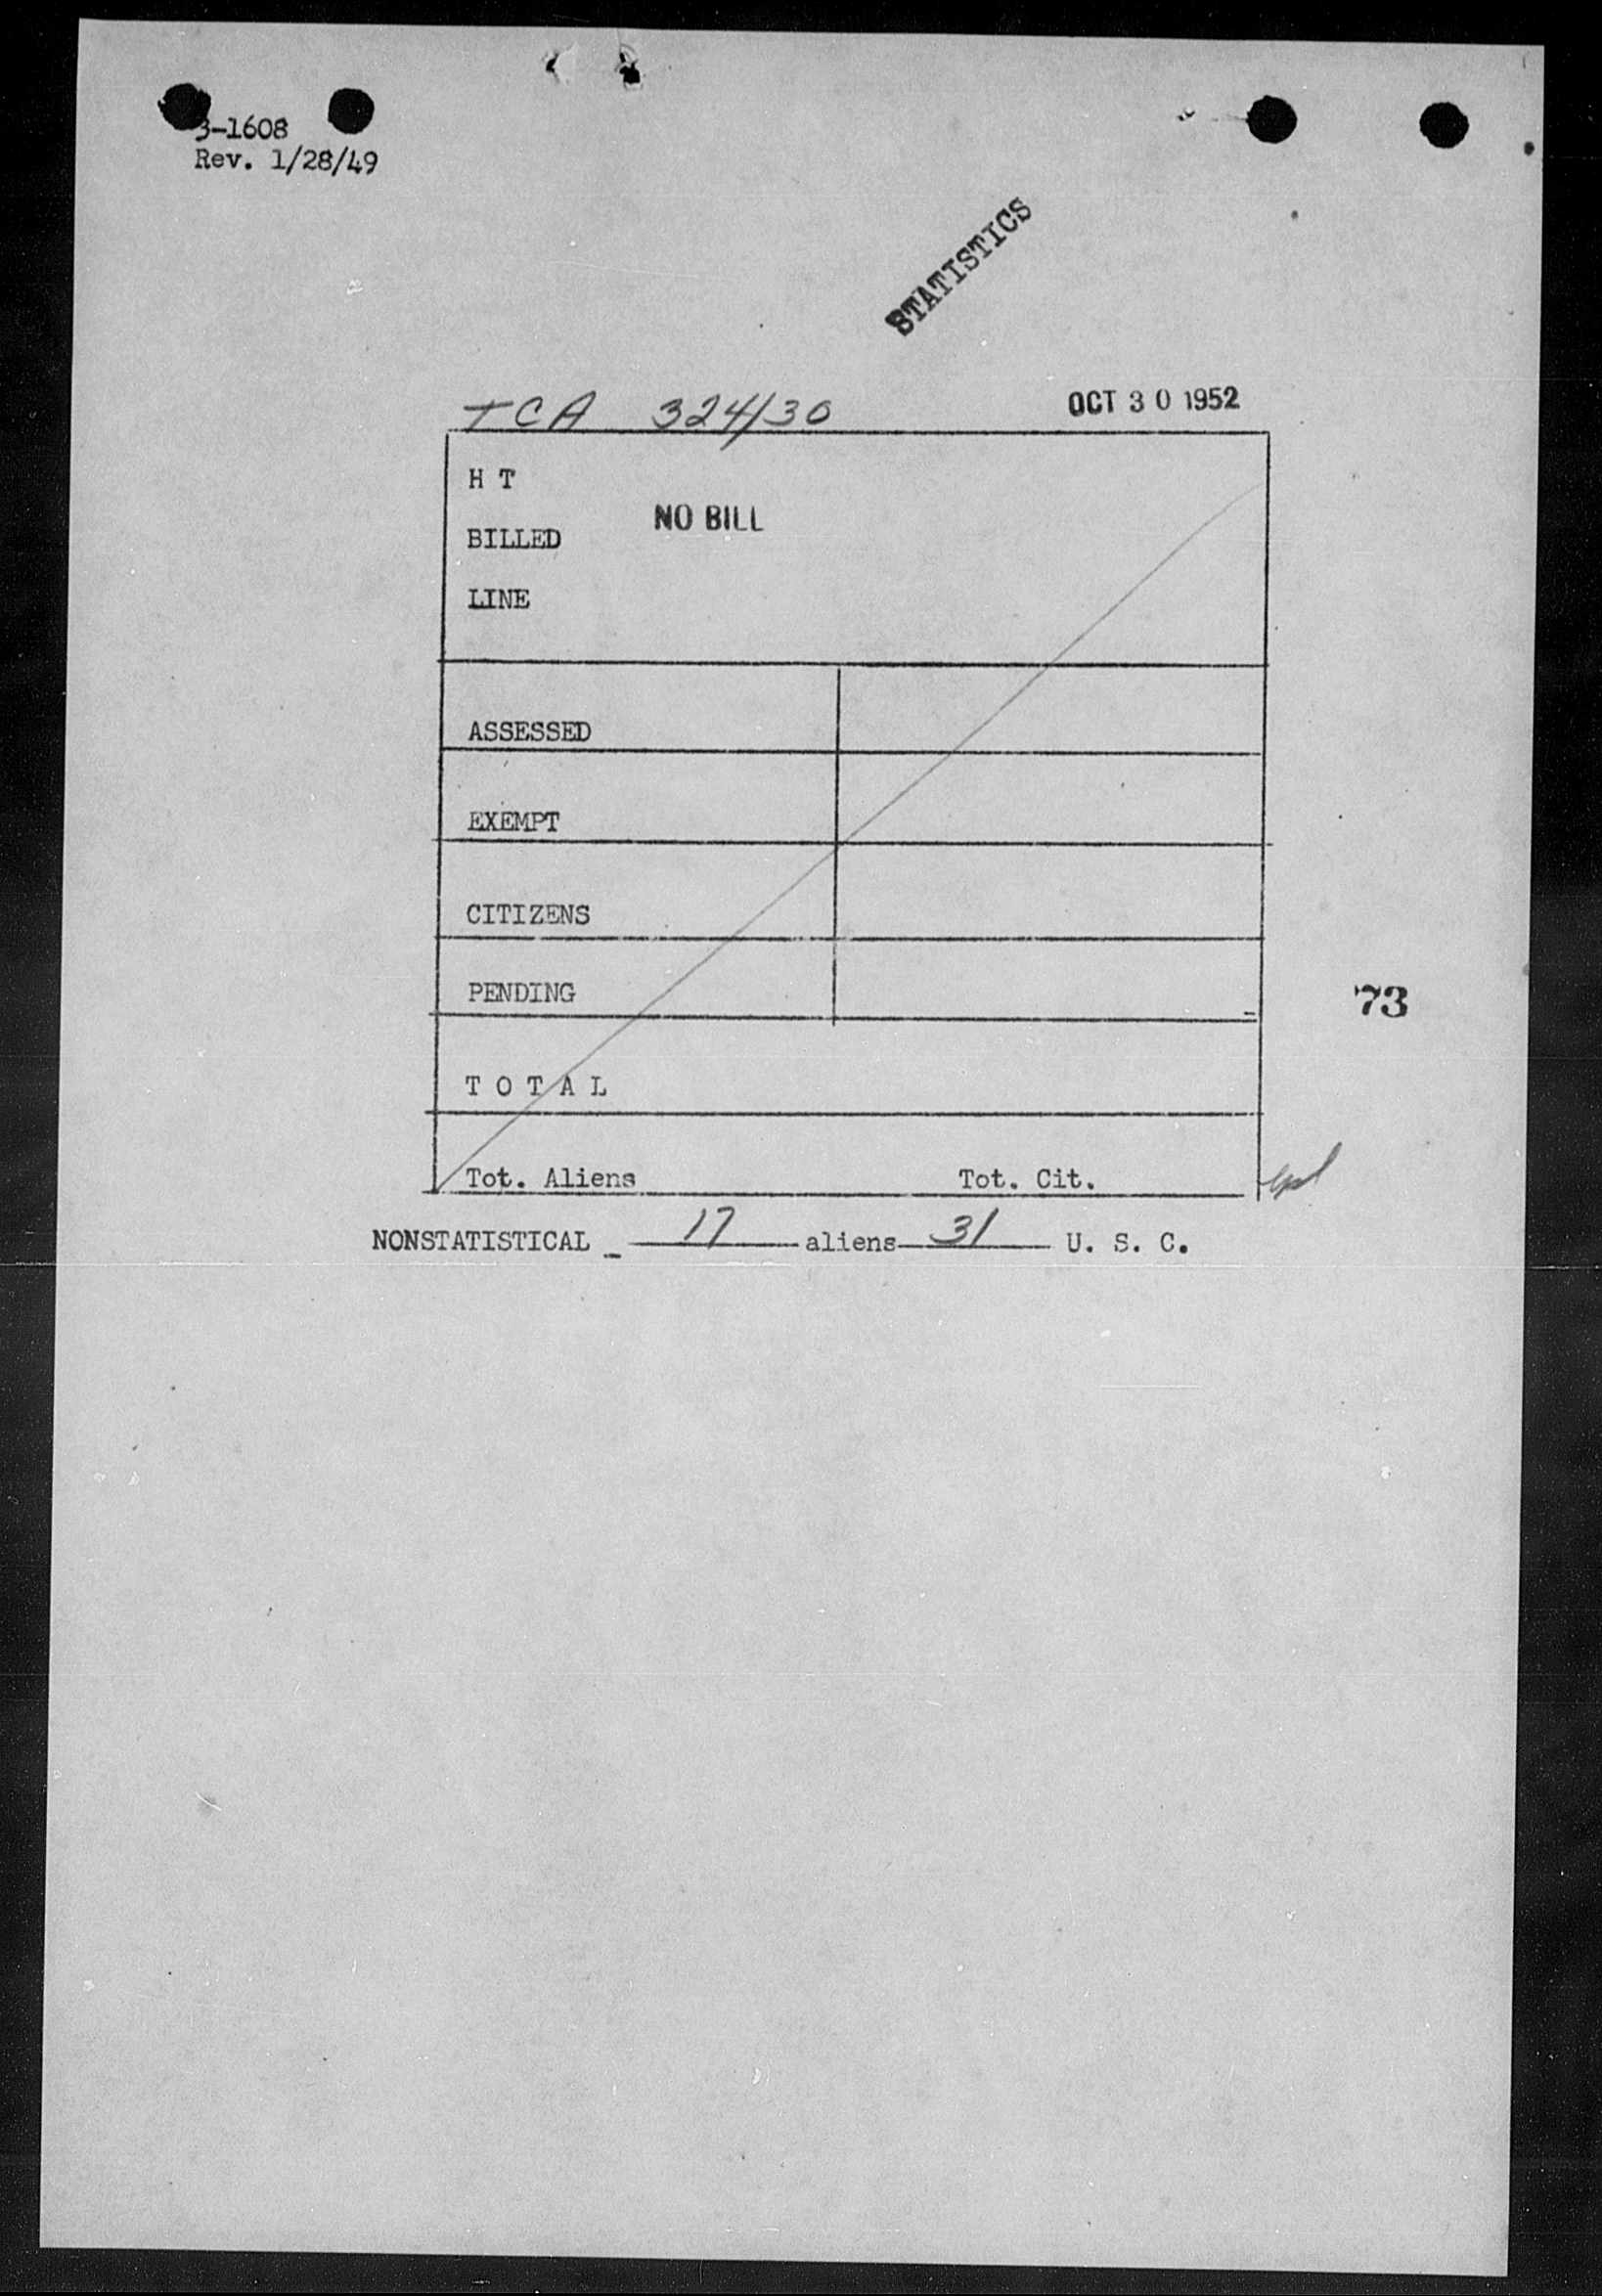 3-1608
Rev. 1/28/49
STATISTICS
TCA 324/30 OCT 30 1952
H T
NO BILL
BILLED
LINE
ASSESSED
EXEMPT
CITIZENS
PENDING
73
T O T A L
Tot. Aliens Tot. Cit.
NONSTATISTICAL _ 17 aliens 31 U. S. C.